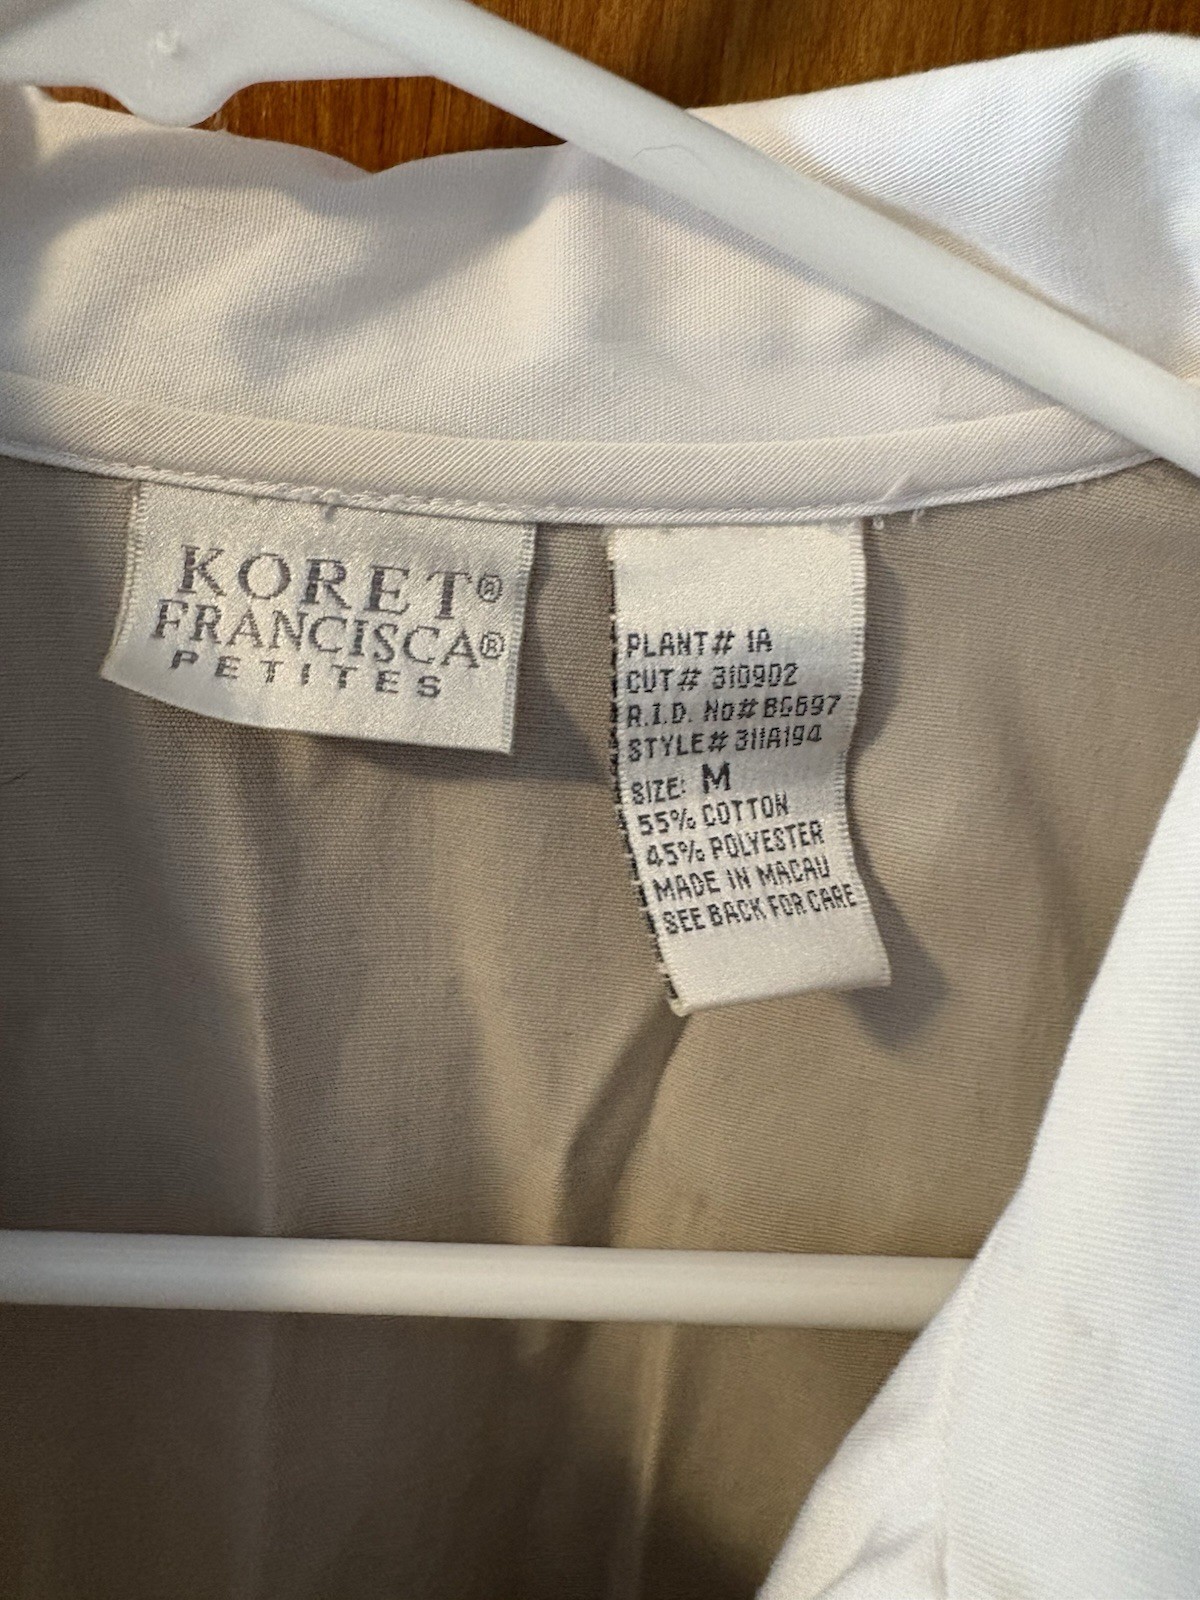 KORET®
FRANCISCA®
PETITES
PLANT# 1A
CUT# 310902
R.I.D. No# BG697
STYLE# 311A194
SIZE: M
55% COTTON
45% POLYESTER
MADE IN MACAU
SEE BACK FOR CARE